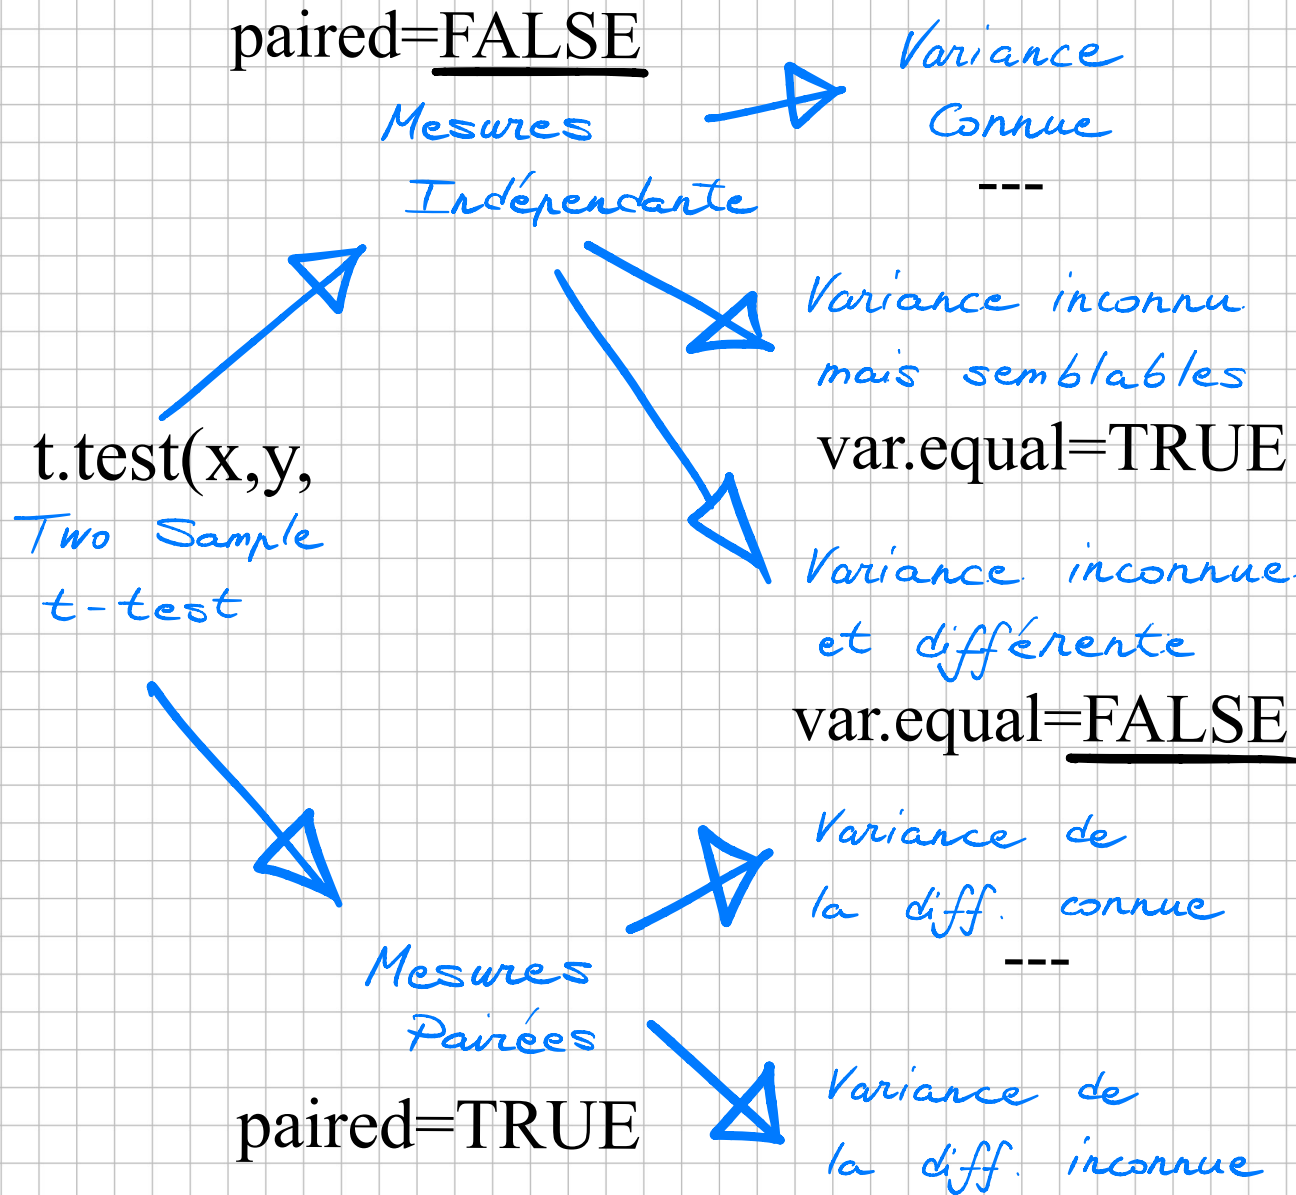 paired=FALSE
Mesures
Indépendante
Variance
Connue
---
Variance inconnu
mais semblables
var.equal=TRUE
t.test(x,y,
Two Sample
t-test
Variance inconnue
et différente
var.equal=FALSE
Variance de
la diff. connue
---
Mesures
Pairées
paired=TRUE
Variance de
la diff. inconnue